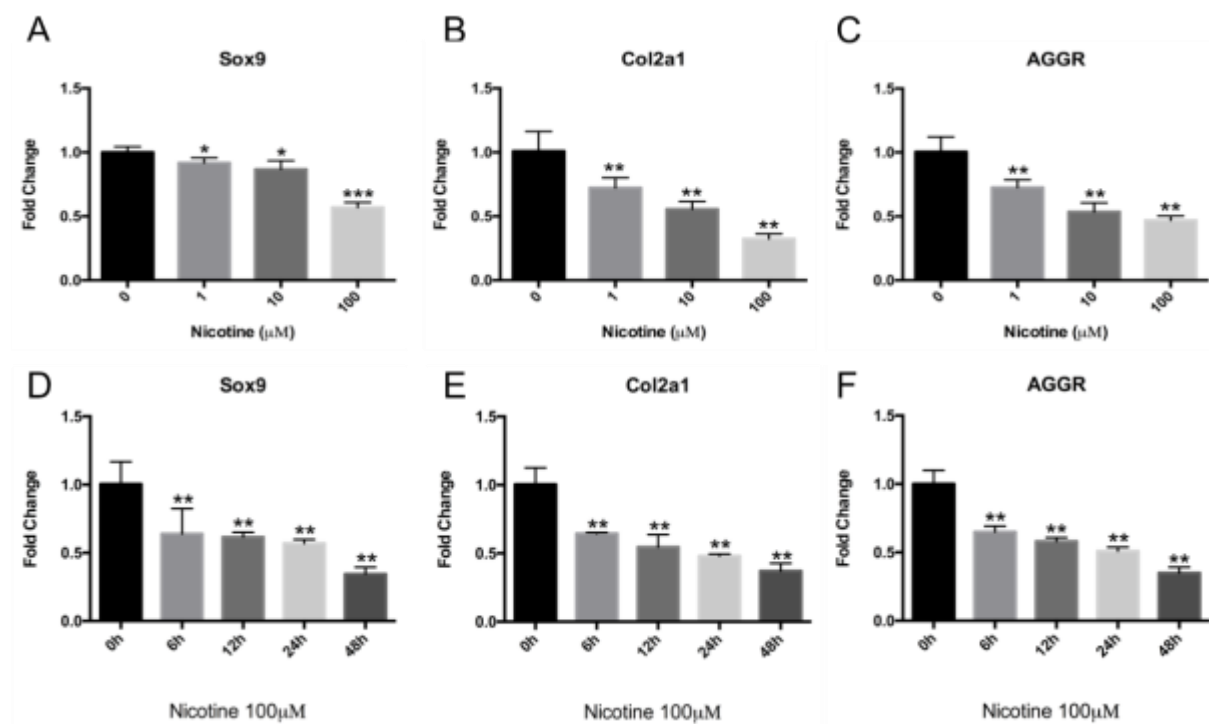 A
Sox9
Fold Change
1.5
1.0
0.5
0.0
*
*
***
0
1
10
100
Nicotine (μM)
B
Col2a1
Fold Change
1.5
1.0
0.5
0.0
**
**
**
0
1
10
100
Nicotine (μM)
C
AGGR
Fold Change
1.5
1.0
0.5
0.0
**
**
**
0
1
10
100
Nicotine (μM)
D
Sox9
Fold Change
1.5
1.0
0.5
0.0
**
**
**
**
0h
6h
12h
24h
48h
Nicotine 100μM
E
Col2a1
Fold Change
1.5
1.0
0.5
0.0
**
**
**
**
0h
6h
12h
24h
48h
Nicotine 100μM
F
AGGR
Fold Change
1.5
1.0
0.5
0.0
**
**
**
**
0h
6h
12h
24h
48h
Nicotine 100μM